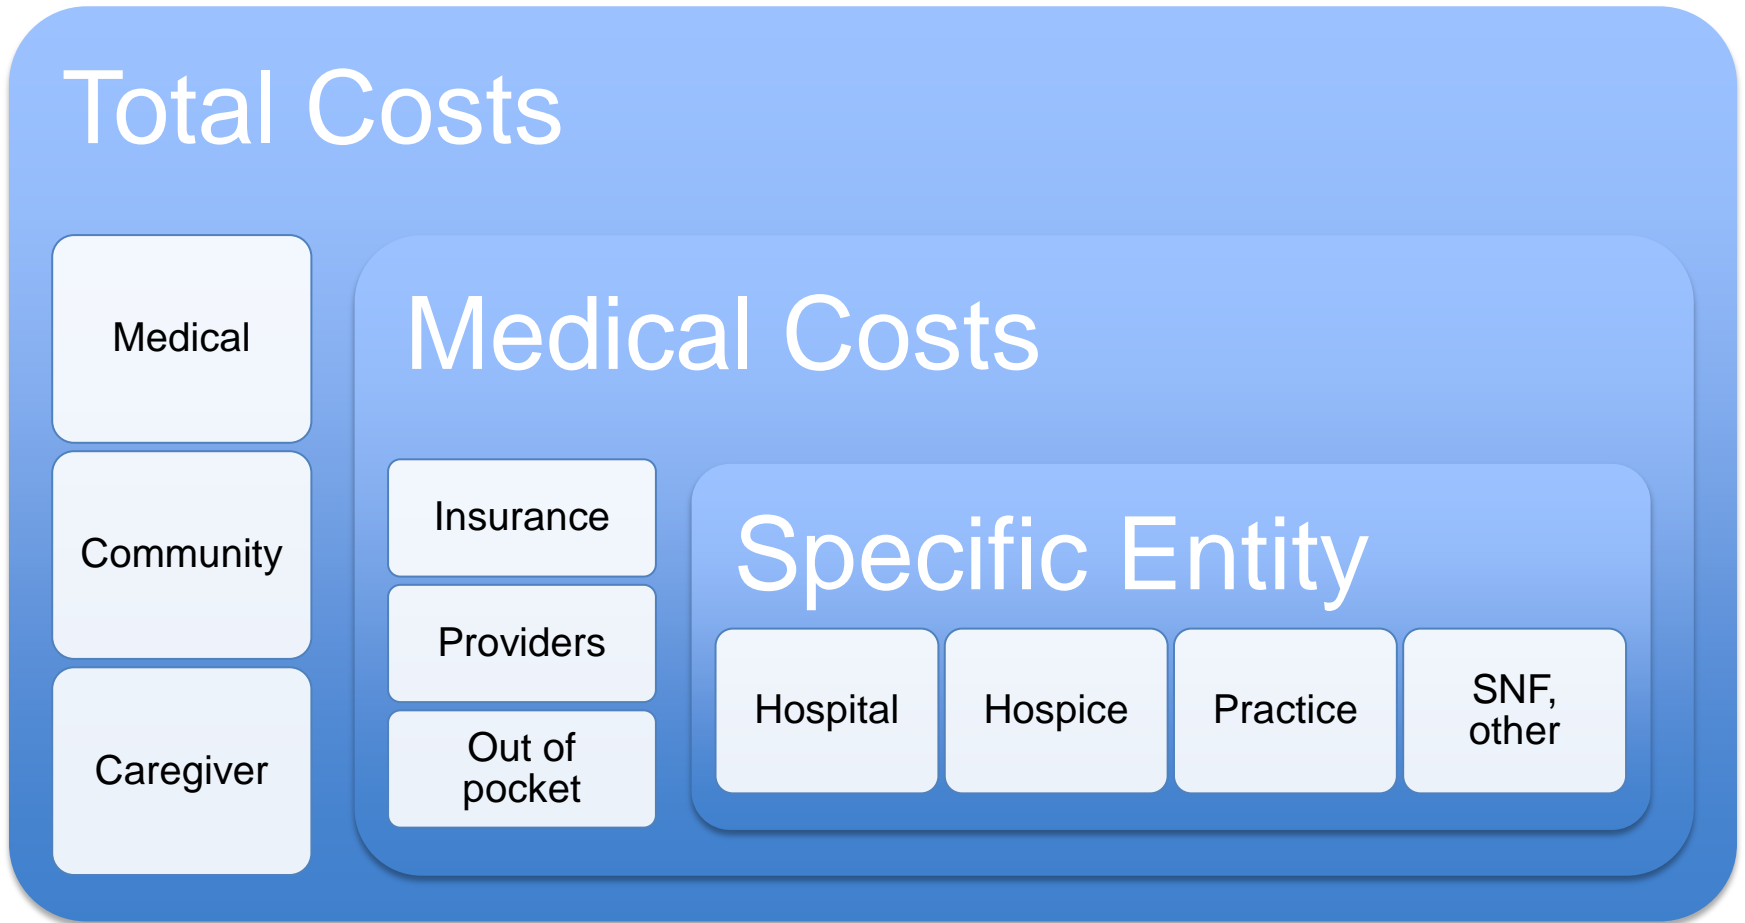 Total Costs
Medical
Community
Caregiver
Medical Costs
Insurance
Providers
Out of
pocket
Specific Entity
Hospital
Hospice
Practice
SNF,
other